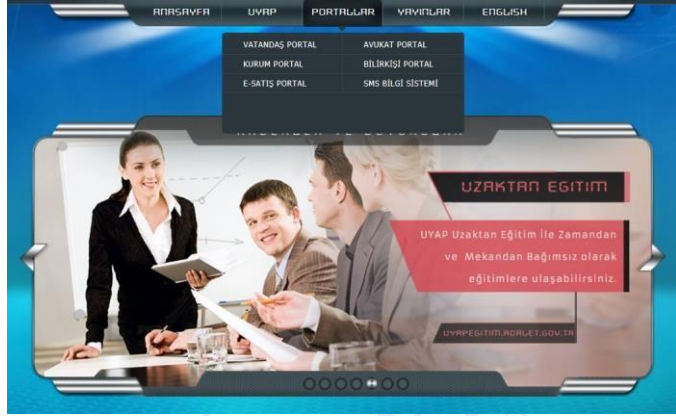 ANASAYFA UYAP PORTALLAR YAYINLAR ENGLISH
VATANDAŞ PORTAL AVUKAT PORTAL
KURUM PORTAL BİLİRKİŞİ PORTAL
E-SATIŞ PORTAL SMS BİLGİ SİSTEMİ
UZAKTAN EGITIM
UYAP Uzaktan Eğitim İle Zamandan
ve Mekandan Bağımsız olarak
eğitimlere ulaşabilirsiniz.
UYAPEGITIM.ADALET.GOV.TR